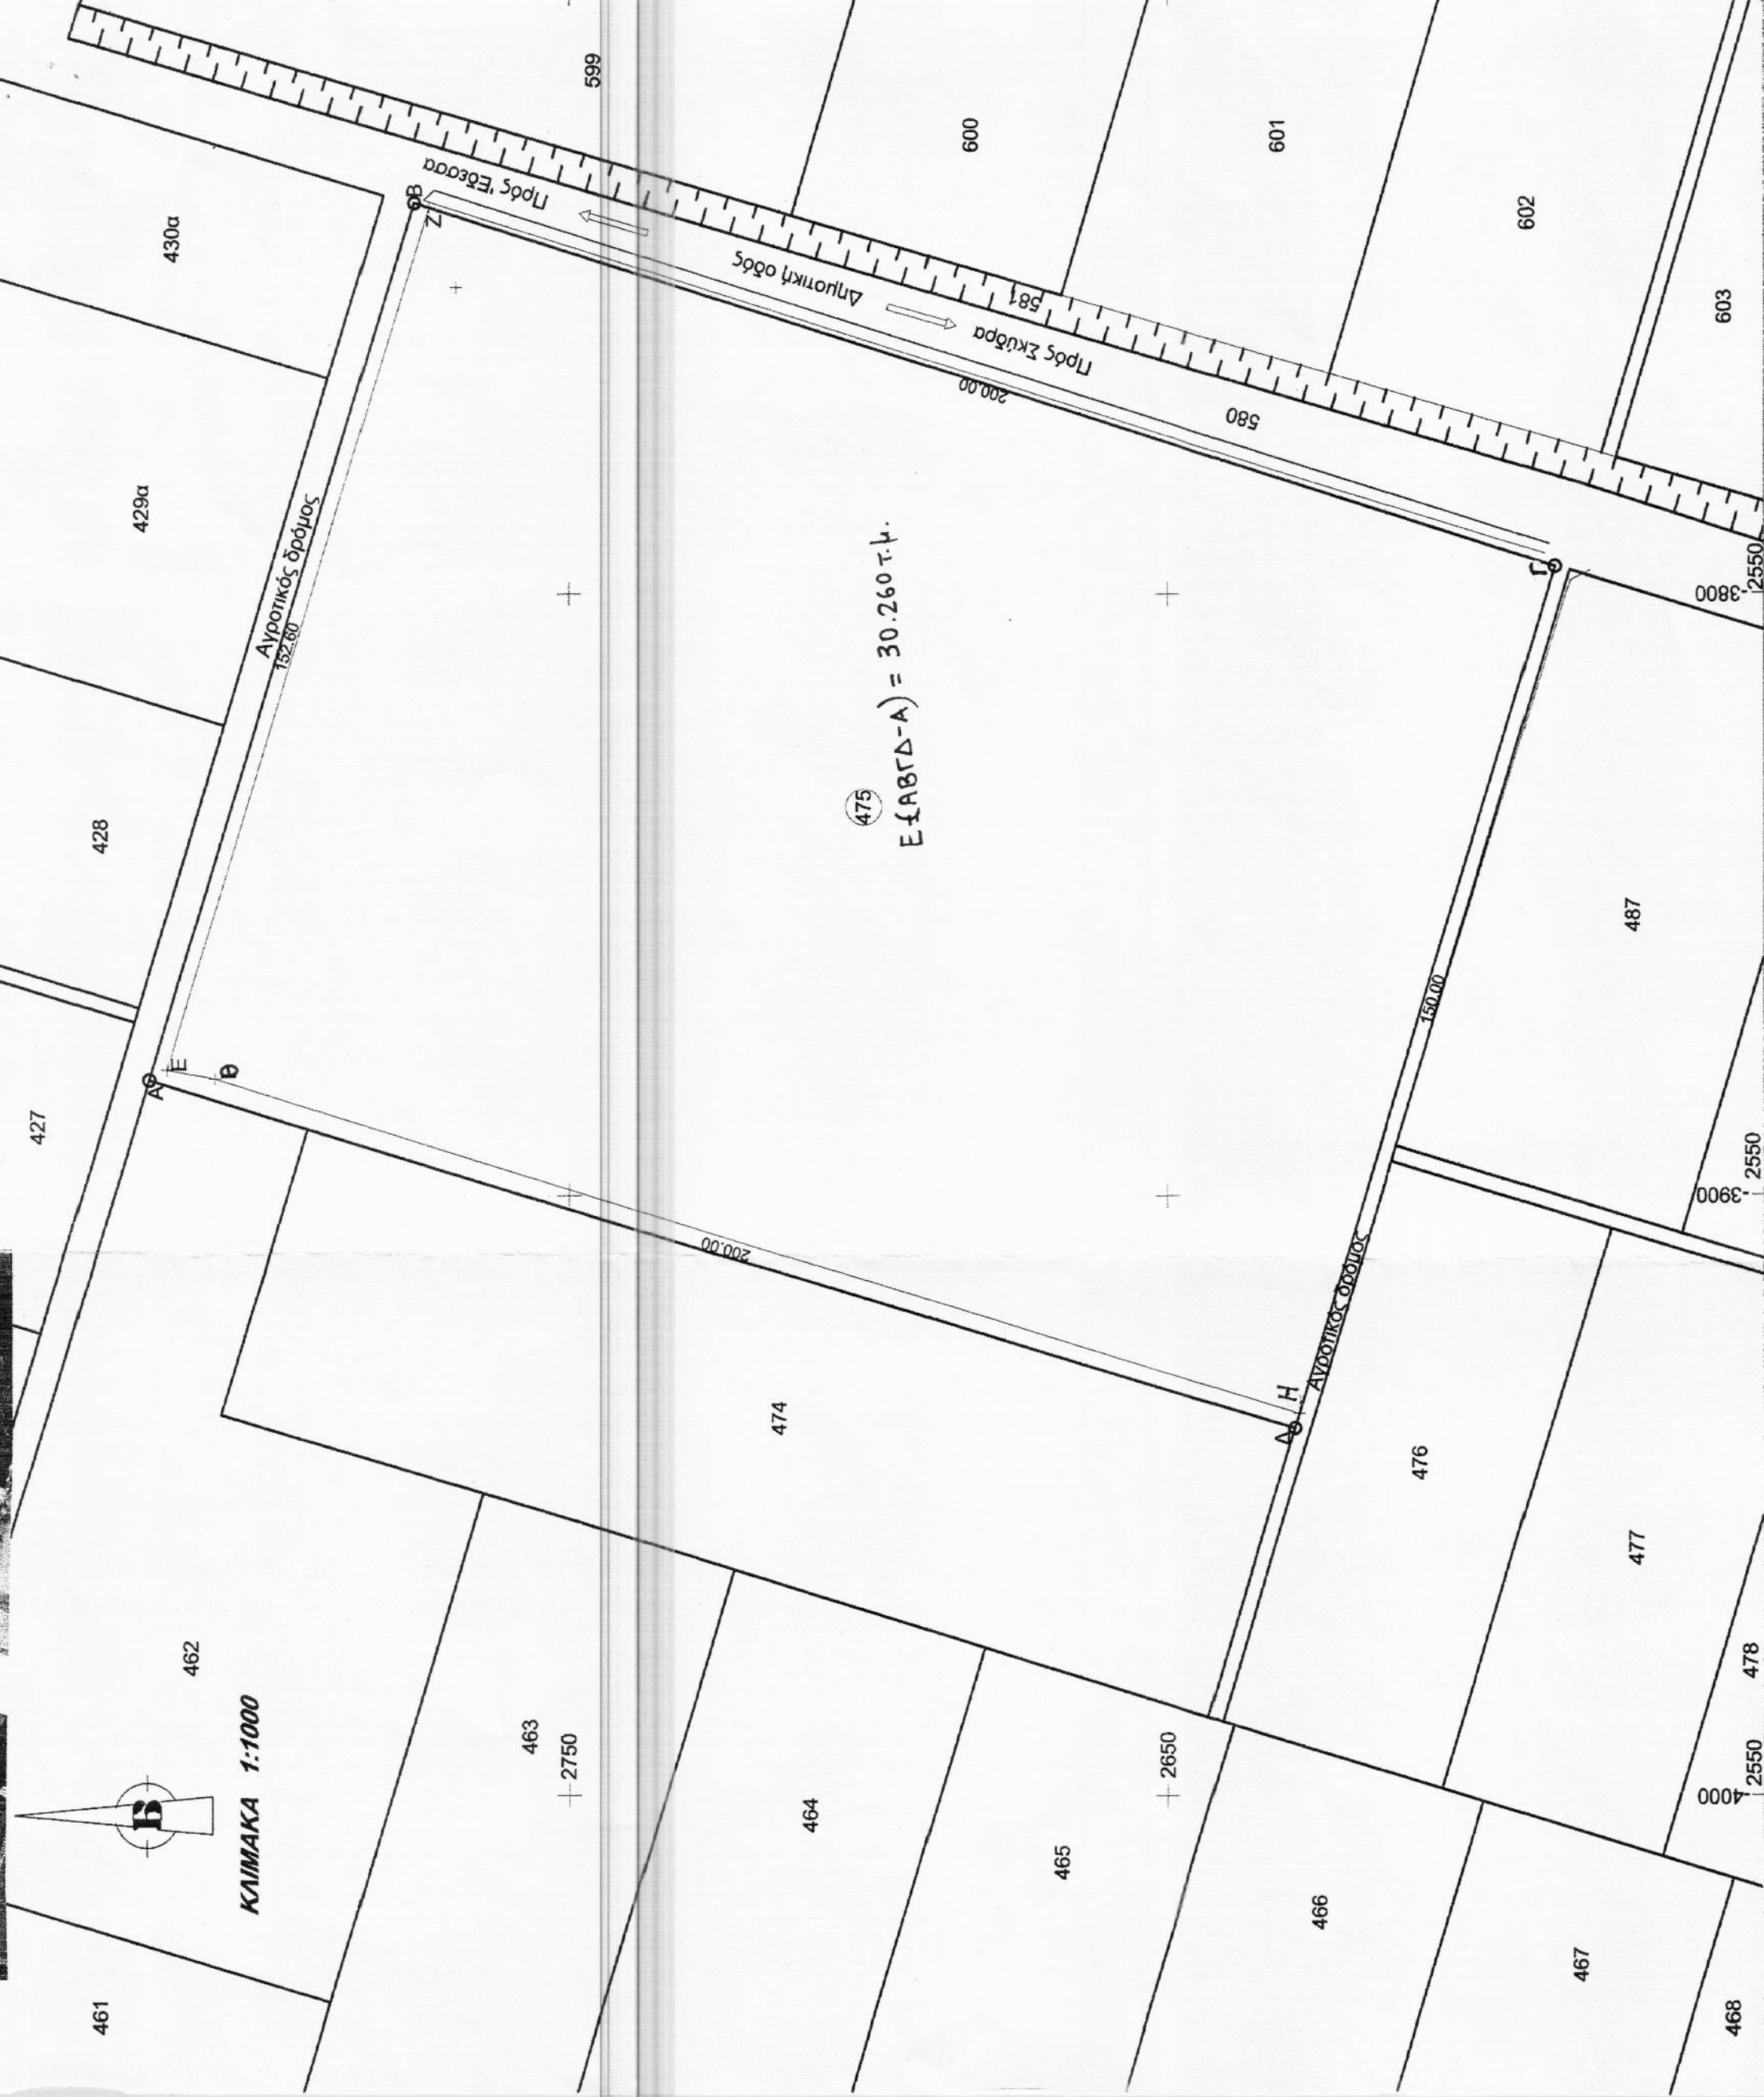 599
600
601
602
603
430α
429α
428
427
Πρός Έδεσσα
Δημοτική οδός
Πρός Σκύδρα
581
580
200.00
Αγροτικός δρόμος
152.60
Α
Β
Γ
Δ
Ε
Ζ
Η
Θ
475
Ε(ΑΒΓΔ-Α) = 30.260 τ.μ.
200.00
150.00
Αγροτικός δρόμος
487
474
476
477
478
462
Β
ΚΛΙΜΑΚΑ 1:1000
461
463
464
465
466
467
468
2750
2650
-3800
2550
-3900
2550
-4000
2550